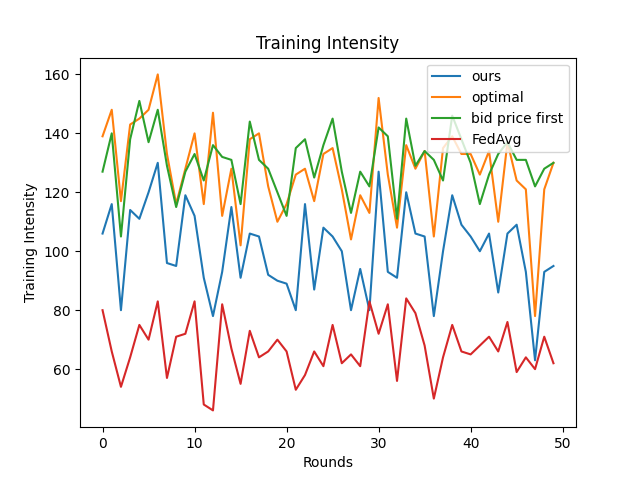 Training Intensity
ours
optimal
bid price first
FedAvg
Training Intensity
160
140
120
100
80
60
0
10
20
30
40
50
Rounds